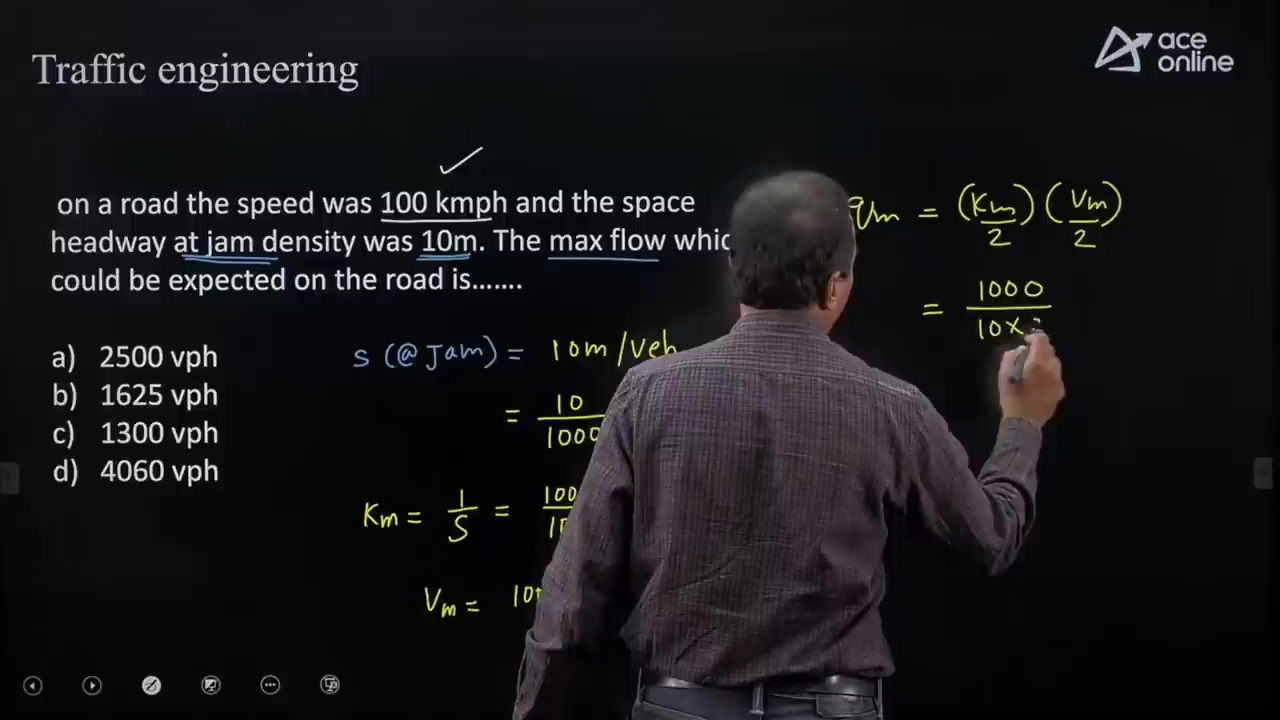 Traffic engineering
ace
online
on a road the speed was 100 kmph and the space
headway at jam density was 10m. The max flow
could be expected on the road is.......
a) 2500 vph
b) 1625 vph
c) 1300 vph
d) 4060 vph
s (@ Jam) = 10m/veh
= 10/1000
Km = 1/S =
Vm =
qm = (Km/2) (Vm/2)
= 1000/10×